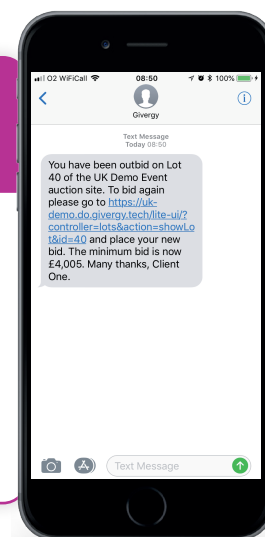 O2 WiFiCall
08:50
100%
Givergy
Text Message
Today 08:50
You have been outbid on Lot
40 of the UK Demo Event
auction site. To bid again
please go to https://uk-
demo.do.givergy.tech/lite-ui/?
controller=lots&action=showLo
t&id=40 and place your new
bid. The minimum bid is now
£4,005. Many thanks, Client
One.
Text Message